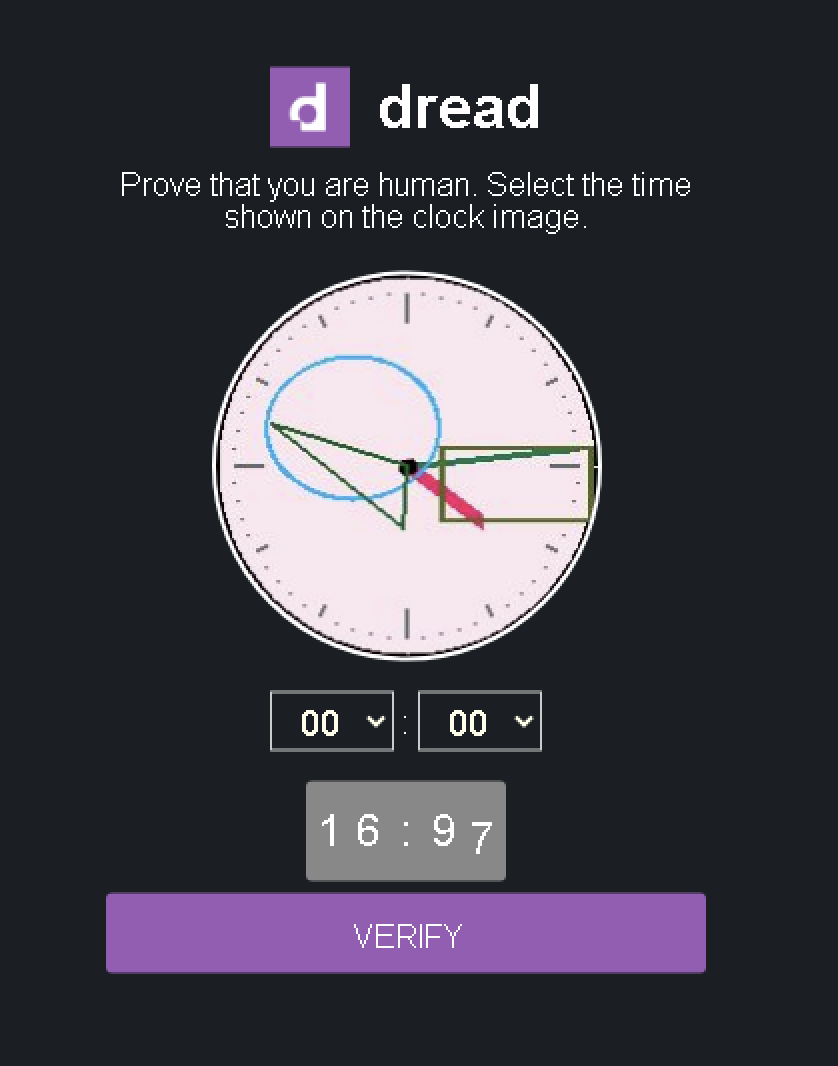 d dread
Prove that you are human. Select the time
shown on the clock image.
00 : 00
16:97
VERIFY